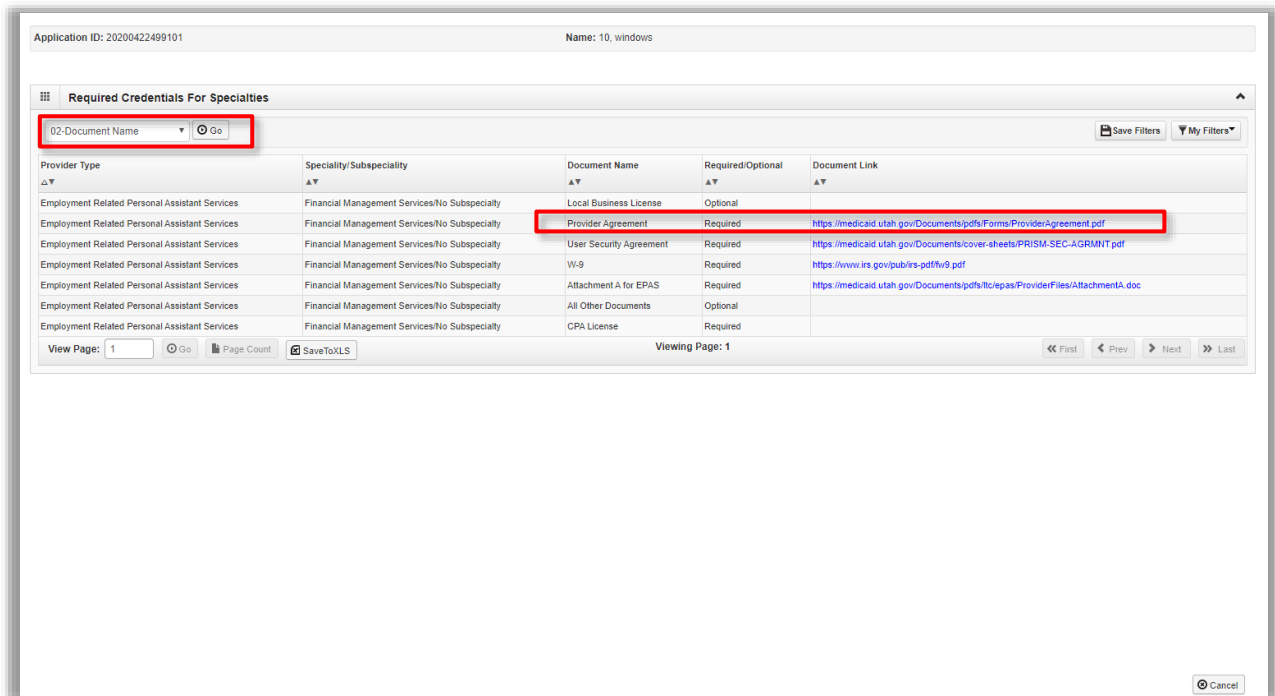 Application ID: 20200422499101 Name: 10, windows
Required Credentials For Specialties
02-Document Name Go Save Filters My Filters
Provider Type Speciality/Subspeciality Document Name Required/Optional Document Link
Employment Related Personal Assistant Services Financial Management Services/No Subspecialty Local Business License Optional
Employment Related Personal Assistant Services Financial Management Services/No Subspecialty Provider Agreement Required https://medicaid.utah.gov/Documents/pdfs/Forms/ProviderAgreement.pdf
Employment Related Personal Assistant Services Financial Management Services/No Subspecialty User Security Agreement Required https://medicaid.utah.gov/Documents/cover-sheets/PRISM-SEC-AGRMNT.pdf
Employment Related Personal Assistant Services Financial Management Services/No Subspecialty W-9 Required https://www.irs.gov/pub/irs-pdf/fw9.pdf
Employment Related Personal Assistant Services Financial Management Services/No Subspecialty Attachment A for EPAS Required https://medicaid.utah.gov/Documents/pdfs/ltc/epas/ProviderFiles/AttachmentA.doc
Employment Related Personal Assistant Services Financial Management Services/No Subspecialty All Other Documents Optional
Employment Related Personal Assistant Services Financial Management Services/No Subspecialty CPA License Required
View Page: 1 Go Page Count SaveToXLS Viewing Page: 1 First Prev Next Last
Cancel